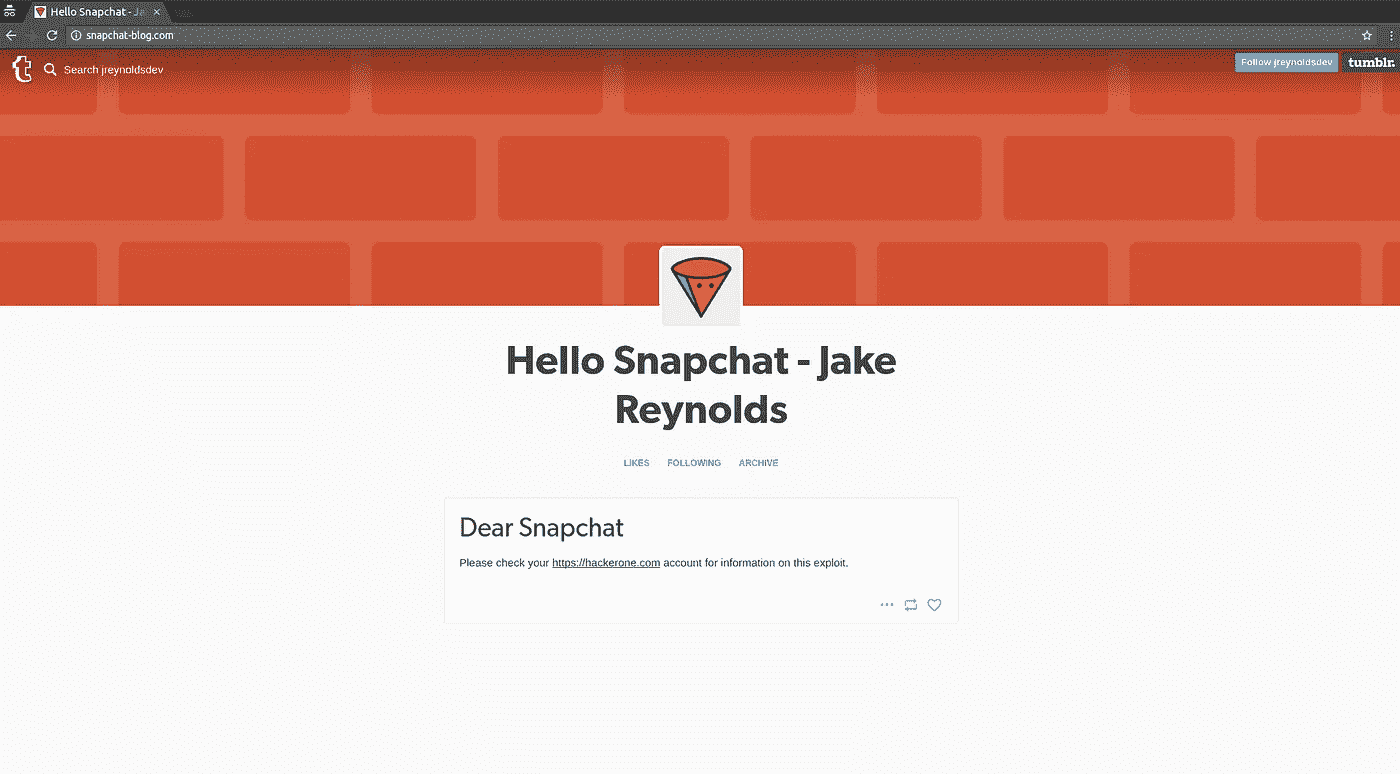 Hello Snapchat - Ja
snapchat-blog.com
Search jreynoldsdev
Follow jreynoldsdev
tumblr.
Hello Snapchat - Jake
Reynolds
LIKES FOLLOWING ARCHIVE
Dear Snapchat
Please check your https://hackerone.com account for information on this exploit.